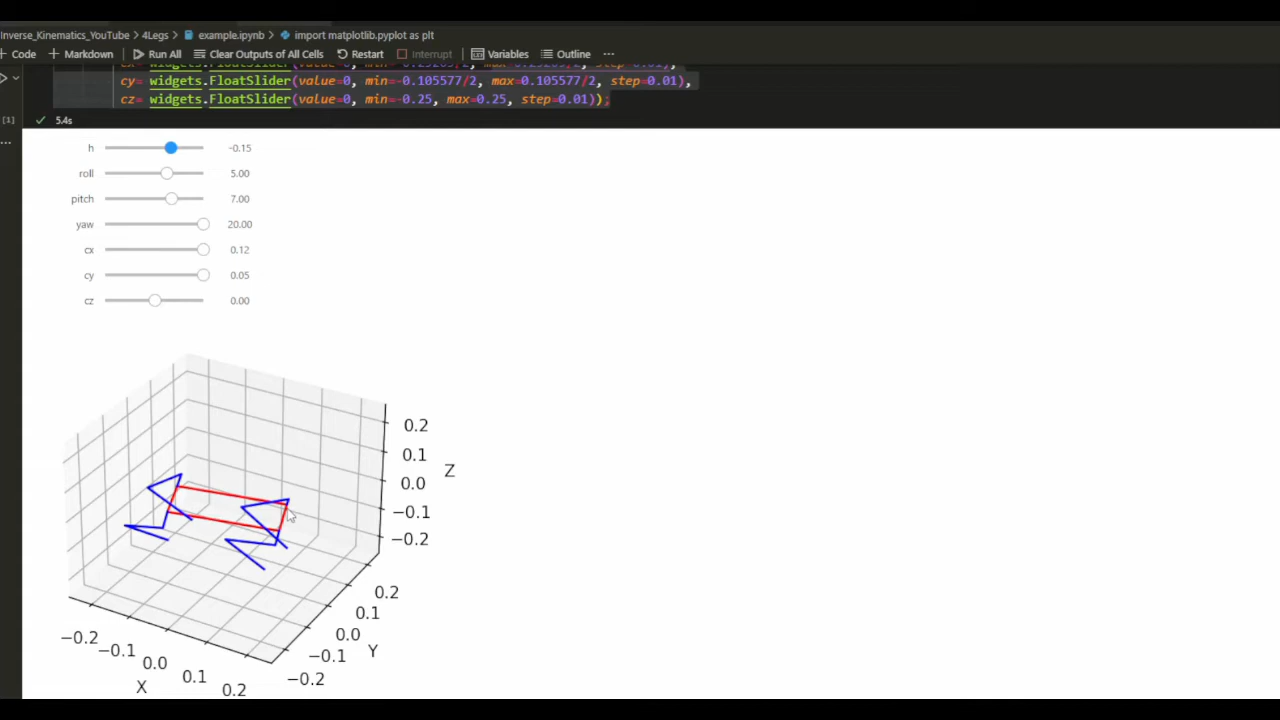 Inverse_Kinematics_YouTube > 4Legs > example.ipynb > import matplotlib.pyplot as plt
+ Code + Markdown Run All Clear Outputs of All Cells Restart Interrupt Variables Outline ...
cy= widgets.FloatSlider(value=0, min=-0.105577/2, max=0.105577/2, step=0.01),
cz= widgets.FloatSlider(value=0, min=-0.25, max=0.25, step=0.01));
[1] ✓ 5.4s
h -0.15
roll 5.00
pitch 7.00
yaw 20.00
cx 0.12
cy 0.05
cz 0.00
0.2
0.1
0.0
−0.1
−0.2
Z
0.2
0.1
0.0
−0.1
−0.2
Y
−0.2
−0.1
0.0
0.1
0.2
X